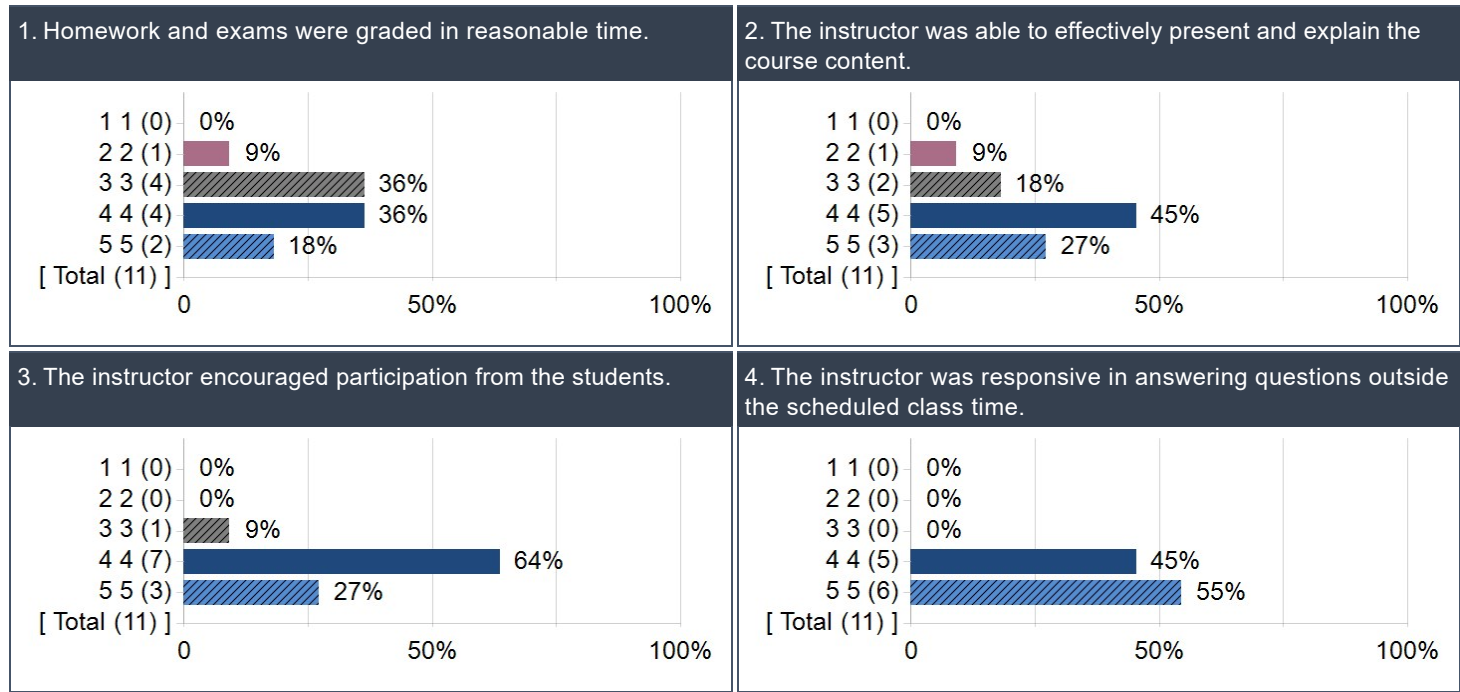 1. Homework and exams were graded in reasonable time.
1 1 (0) 0%
2 2 (1) 9%
3 3 (4) 36%
4 4 (4) 36%
5 5 (2) 18%
[ Total (11) ]
0 50% 100%
2. The instructor was able to effectively present and explain the
course content.
1 1 (0) 0%
2 2 (1) 9%
3 3 (2) 18%
4 4 (5) 45%
5 5 (3) 27%
[ Total (11) ]
0 50% 100%
3. The instructor encouraged participation from the students.
1 1 (0) 0%
2 2 (0) 0%
3 3 (1) 9%
4 4 (7) 64%
5 5 (3) 27%
[ Total (11) ]
0 50% 100%
4. The instructor was responsive in answering questions outside
the scheduled class time.
1 1 (0) 0%
2 2 (0) 0%
3 3 (0) 0%
4 4 (5) 45%
5 5 (6) 55%
[ Total (11) ]
0 50% 100%